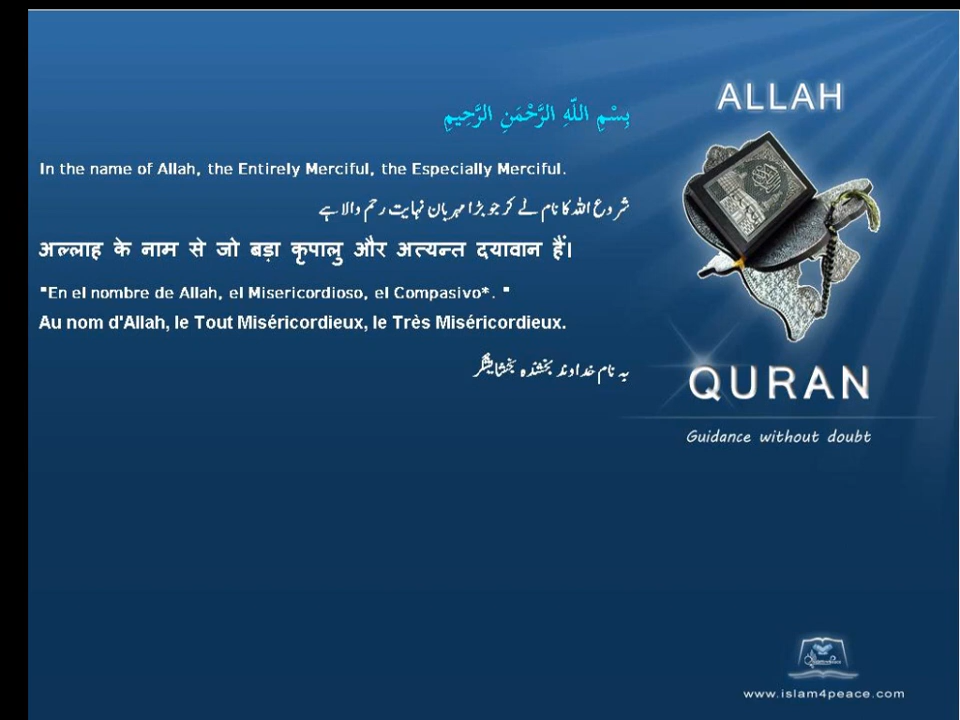 بِسْمِ اللَّهِ الرَّحْمَنِ الرَّحِيمِ
In the name of Allah, the Entirely Merciful, the Especially Merciful.
شروع اللہ کا نام لے کر جو بڑا مہربان نہایت رحم والا ہے
अल्लाह के नाम से जो बड़ा कृपालु और अत्यन्त दयावान हैं।
"En el nombre de Allah, el Misericordioso, el Compasivo*. "
Au nom d'Allah, le Tout Miséricordieux, le Très Miséricordieux.
به نام خداوند بخشنده بخشایشگر
ALLAH
QURAN
Guidance without doubt
www.islam4peace.com